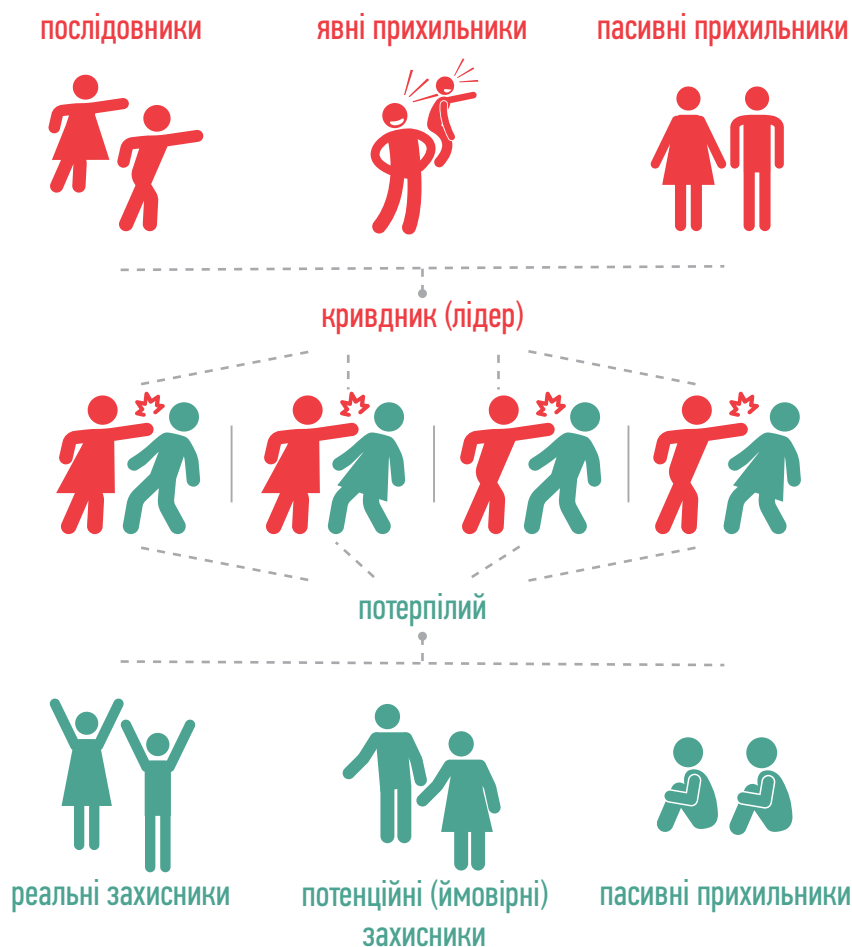 послідовники
явні прихильники
пасивні прихильники
кривдник (лідер)
потерпілий
реальні захисники
потенційні (ймовірні)
захисники
пасивні прихильники